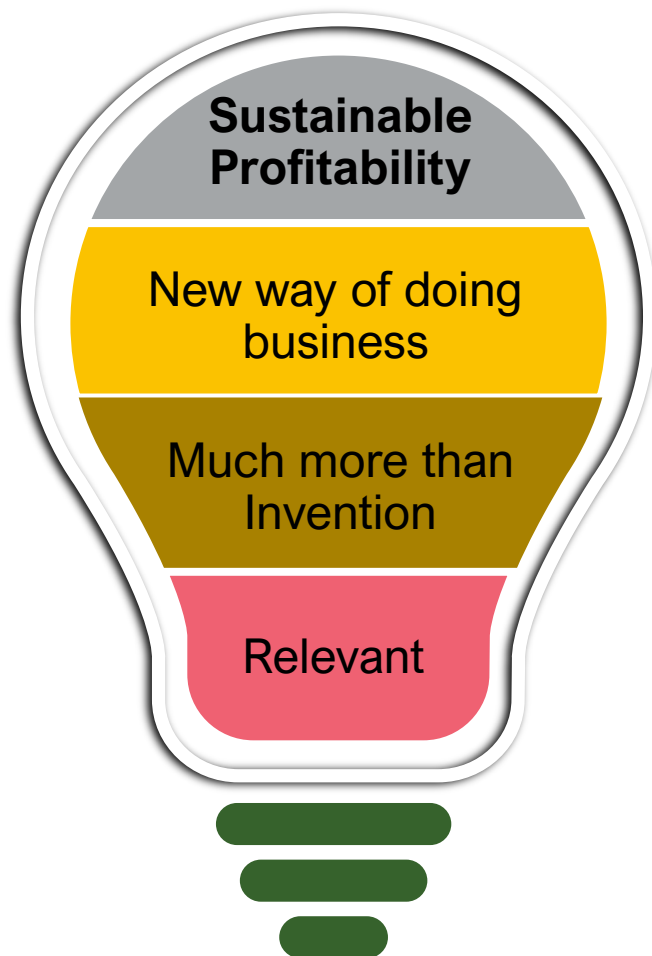 Sustainable
Profitability
New way of doing
business
Much more than
Invention
Relevant